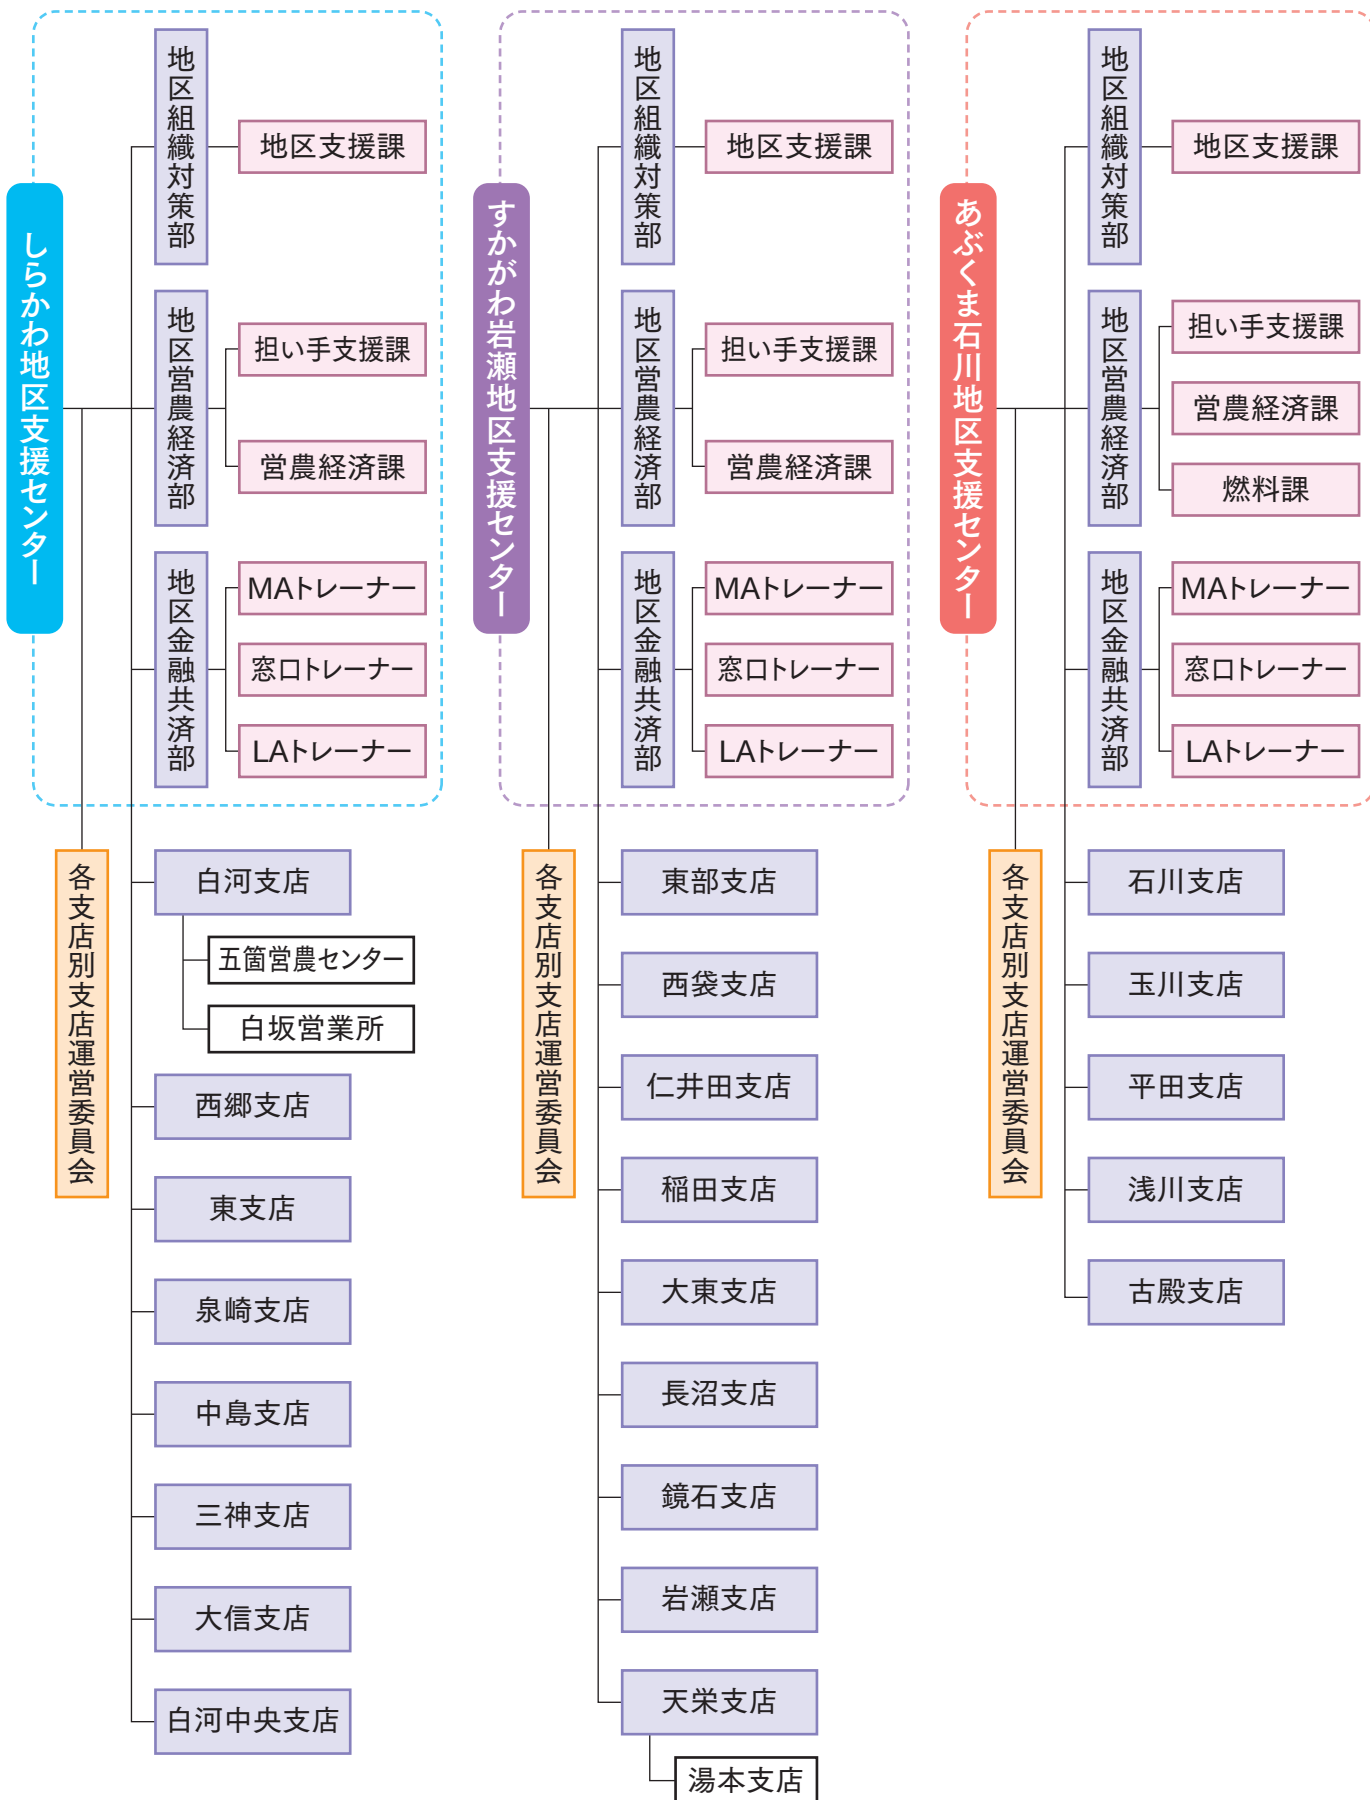 しらかわ地区支援センター
地区組織対策部
地区支援課
地区営農経済部
担い手支援課
営農経済課
地区金融共済部
MAトレーナー
窓口トレーナー
LAトレーナー
各支店別支店運営委員会
白河支店
五箇営農センター
白坂営業所
西郷支店
東支店
泉崎支店
中島支店
三神支店
大信支店
白河中央支店
すかがわ岩瀬地区支援センター
地区組織対策部
地区支援課
地区営農経済部
担い手支援課
営農経済課
地区金融共済部
MAトレーナー
窓口トレーナー
LAトレーナー
各支店別支店運営委員会
東部支店
西袋支店
仁井田支店
稲田支店
大東支店
長沼支店
鏡石支店
岩瀬支店
天栄支店
湯本支店
あぶくま石川地区支援センター
地区組織対策部
地区支援課
地区営農経済部
担い手支援課
営農経済課
燃料課
地区金融共済部
MAトレーナー
窓口トレーナー
LAトレーナー
各支店別支店運営委員会
石川支店
玉川支店
平田支店
浅川支店
古殿支店